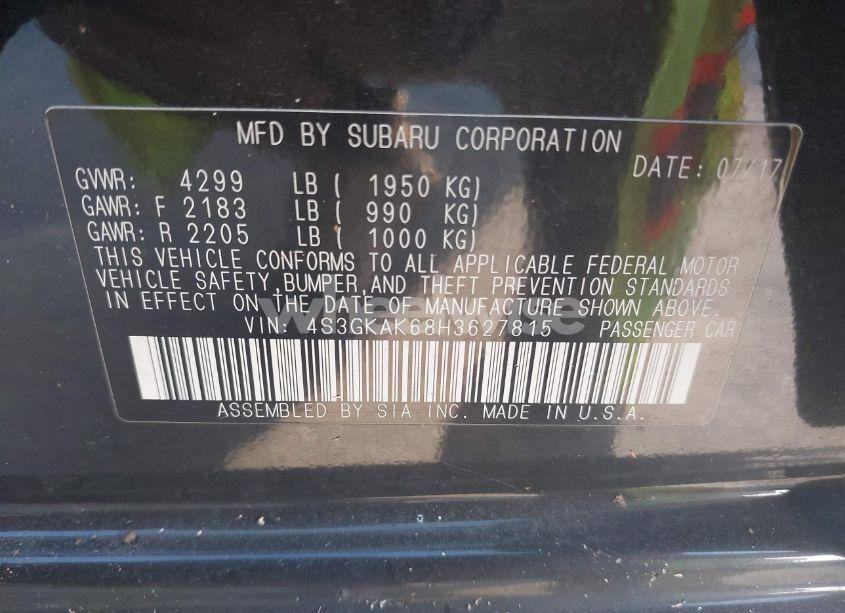 MFD BY SUBARU CORPORATION
DATE: 07/17
GVWR: 4299 LB ( 1950 KG)
GAWR: F 2183 LB ( 990 KG)
GAWR: R 2205 LB ( 1000 KG)
THIS VEHICLE CONFORMS TO ALL APPLICABLE FEDERAL MOTOR
VEHICLE SAFETY,BUMPER,AND THEFT PREVENTION STANDARDS
IN EFFECT ON THE DATE OF MANUFACTURE SHOWN ABOVE.
VIN: 4S3GKAK68H3627815 PASSENGER CAR
ASSEMBLED BY SIA INC. MADE IN U.S.A.